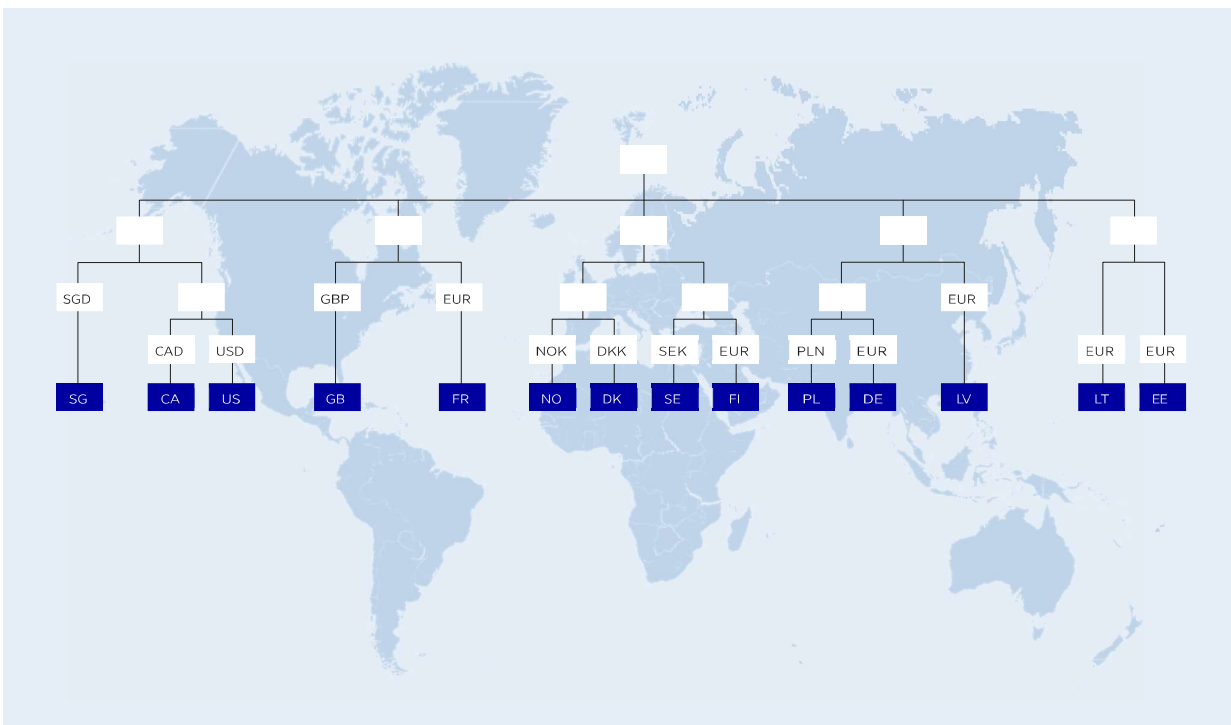 SGD GBP EUR EUR
CAD USD NOK DKK SEK EUR PLN EUR EUR EUR
SG CA US GB FR NO DK SE FI PL DE LV LT EE